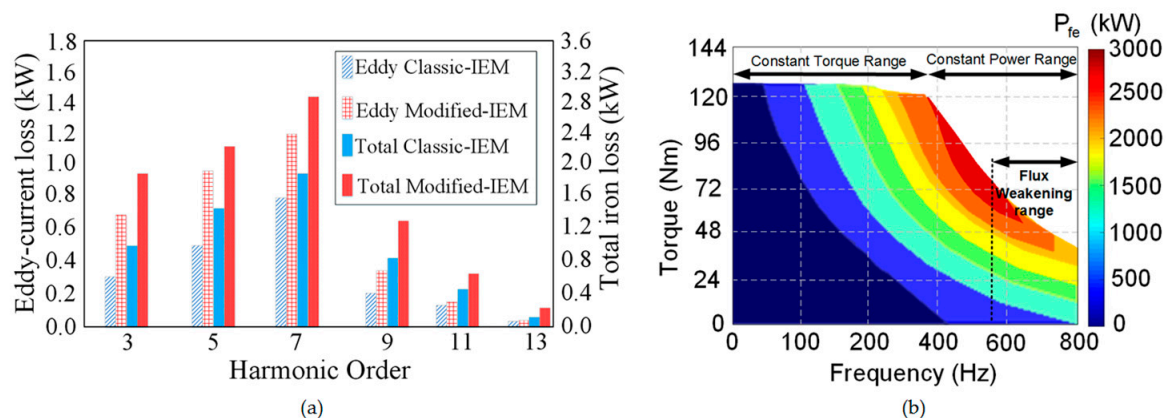 1.8
1.6
1.4
1.2
1.0
0.8
0.6
0.4
0.2
0.0
Eddy-current loss (kW)
Eddy Classic-IEM
Eddy Modified-IEM
Total Classic-IEM
Total Modified-IEM
3.6
3.2
2.8
2.4
2.0
1.6
1.2
0.8
0.4
0.0
Total iron loss (kW)
3 5 7 9 11 13
Harmonic Order
(a)
Pfe (kW)
144
120
96
72
48
24
0
Torque (Nm)
Constant Torque Range
Constant Power Range
Flux
Weakening
range
3000
2500
2000
1500
1000
500
0
0 100 200 400 600 800
Frequency (Hz)
(b)